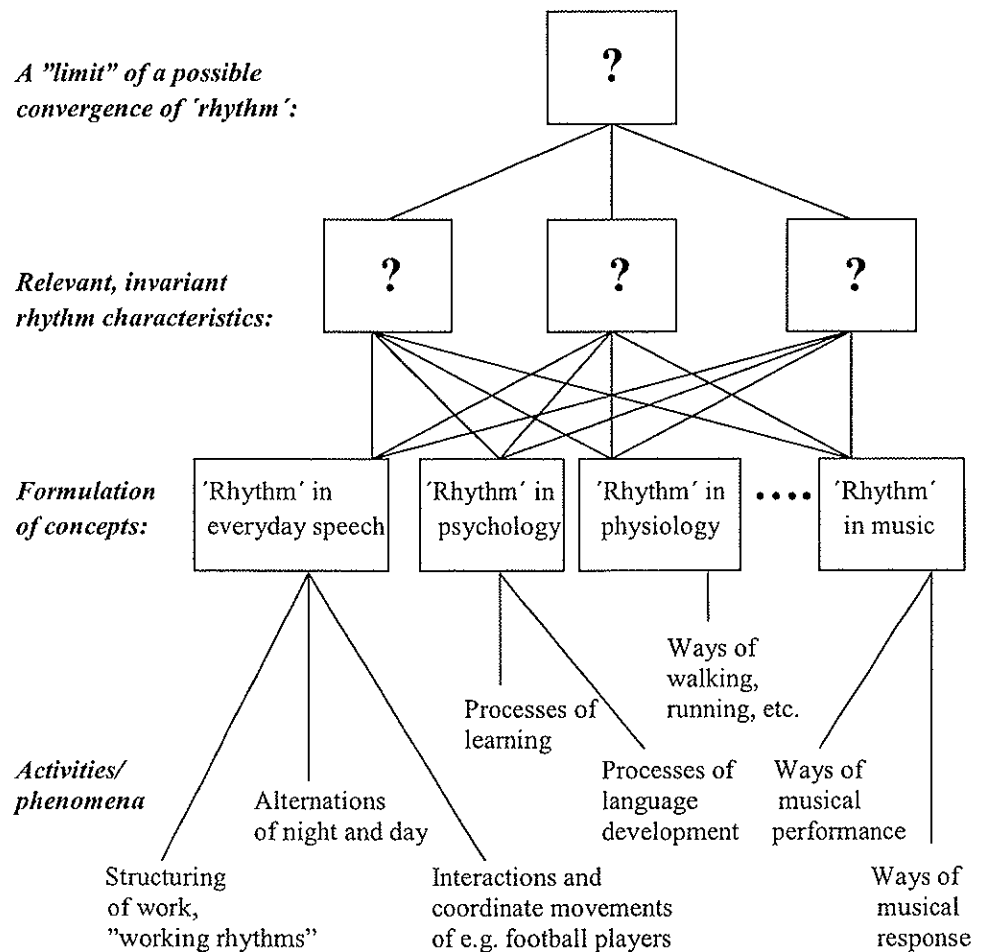 A ”limit” of a possible
convergence of ´rhythm´:
?
Relevant, invariant
rhythm characteristics:
?
?
?
Formulation
of concepts:
´Rhythm´ in
everyday speech
´Rhythm´ in
psychology
´Rhythm´ in
physiology
••••
´Rhythm´
in music
Activities/
phenomena
Structuring
of work,
”working rhythms”
Alternations
of night and day
Interactions and
coordinate movements
of e.g. football players
Processes of
learning
Processes of
language
development
Ways of
walking,
running, etc.
Ways of
musical
performance
Ways of
musical
response